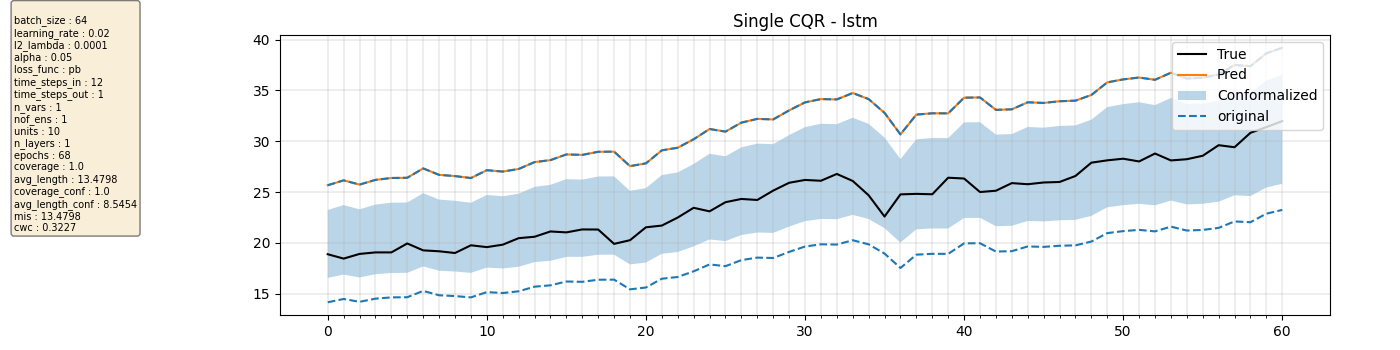 Single CQR - lstm
batch_size : 64
learning_rate : 0.02
l2_lambda : 0.0001
alpha : 0.05
loss_func : pb
time_steps_in : 12
time_steps_out : 1
n_vars : 1
nof_ens : 1
units : 10
n_layers : 1
epochs : 68
coverage : 1.0
avg_length : 13.4798
coverage_conf : 1.0
avg_length_conf : 8.5454
mis : 13.4798
cwc : 0.3227
40
35
30
25
20
15
True
Pred
Conformalized
original
0 10 20 30 40 50 60